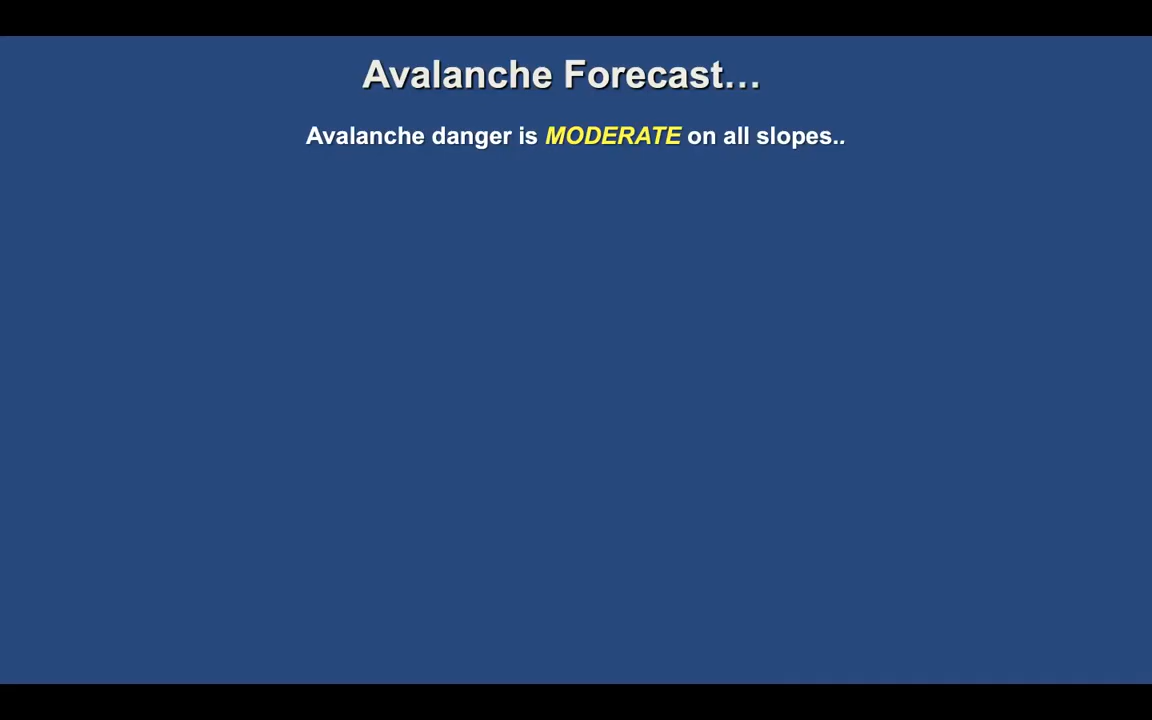 Avalanche Forecast…
Avalanche danger is MODERATE on all slopes..